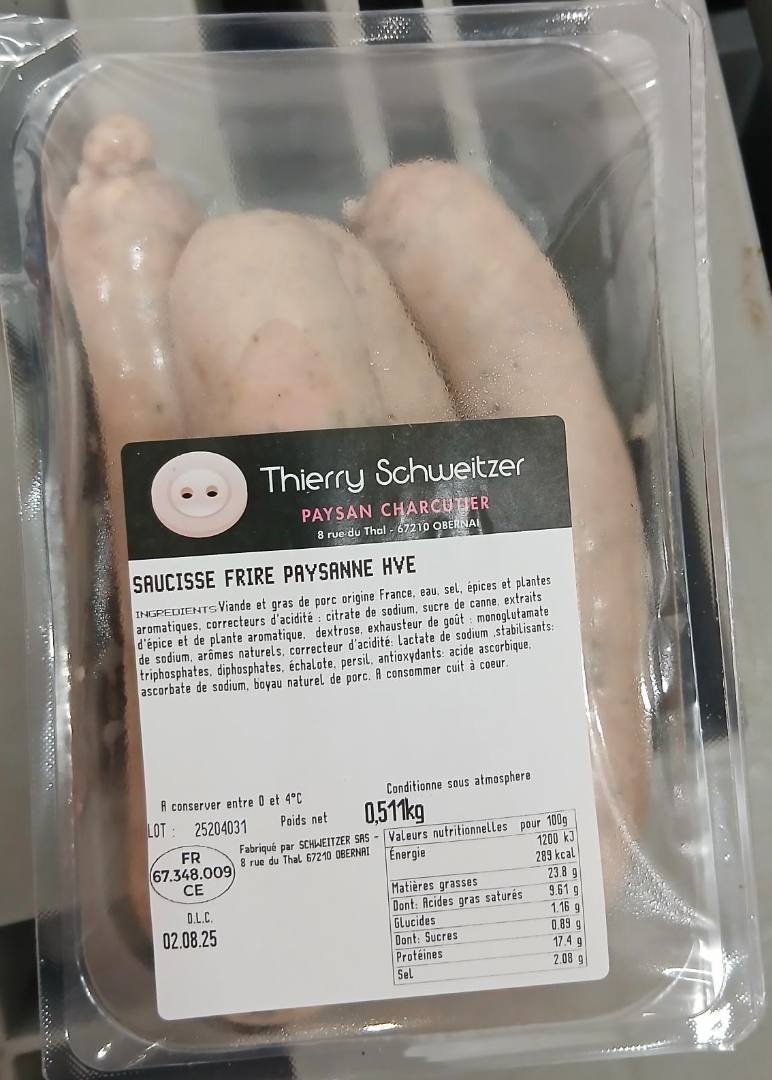 Thierry Schweitzer
PAYSAN CHARCUTIER
8 rue du Thal - 67210 OBERNAI
SAUCISSE FRIRE PAYSANNE HVE
INGREDIENTS Viande et gras de porc origine France, eau, sel, épices et plantes
aromatiques, correcteurs d'acidité : citrate de sodium, sucre de canne, extraits
d'épice et de plante aromatique, dextrose, exhausteur de goût : monoglutamate
de sodium, arômes naturels, correcteur d'acidité: Lactate de sodium ,stabilisants:
triphosphates, diphosphates, échalote, persil, antioxydants: acide ascorbique,
ascorbate de sodium, boyau naturel de porc. A consommer cuit à coeur.
A conserver entre 0 et 4°C
Conditionne sous atmosphere
LOT : 25204031
Poids net 0,511kg
Fabriqué par SCHWEITZER SAS -
8 rue du Thal 67210 OBERNAI
FR
67.348.009
CE
D.L.C.
02.08.25
Valeurs nutritionnelles pour 100g
Énergie 1200 kJ
289 kcal
Matières grasses 23.8 g
Dont: Acides gras saturés 9.61 g
Glucides 1.16 g
Dont: Sucres 0.89 g
Protéines 17.4 g
Sel 2.08 g